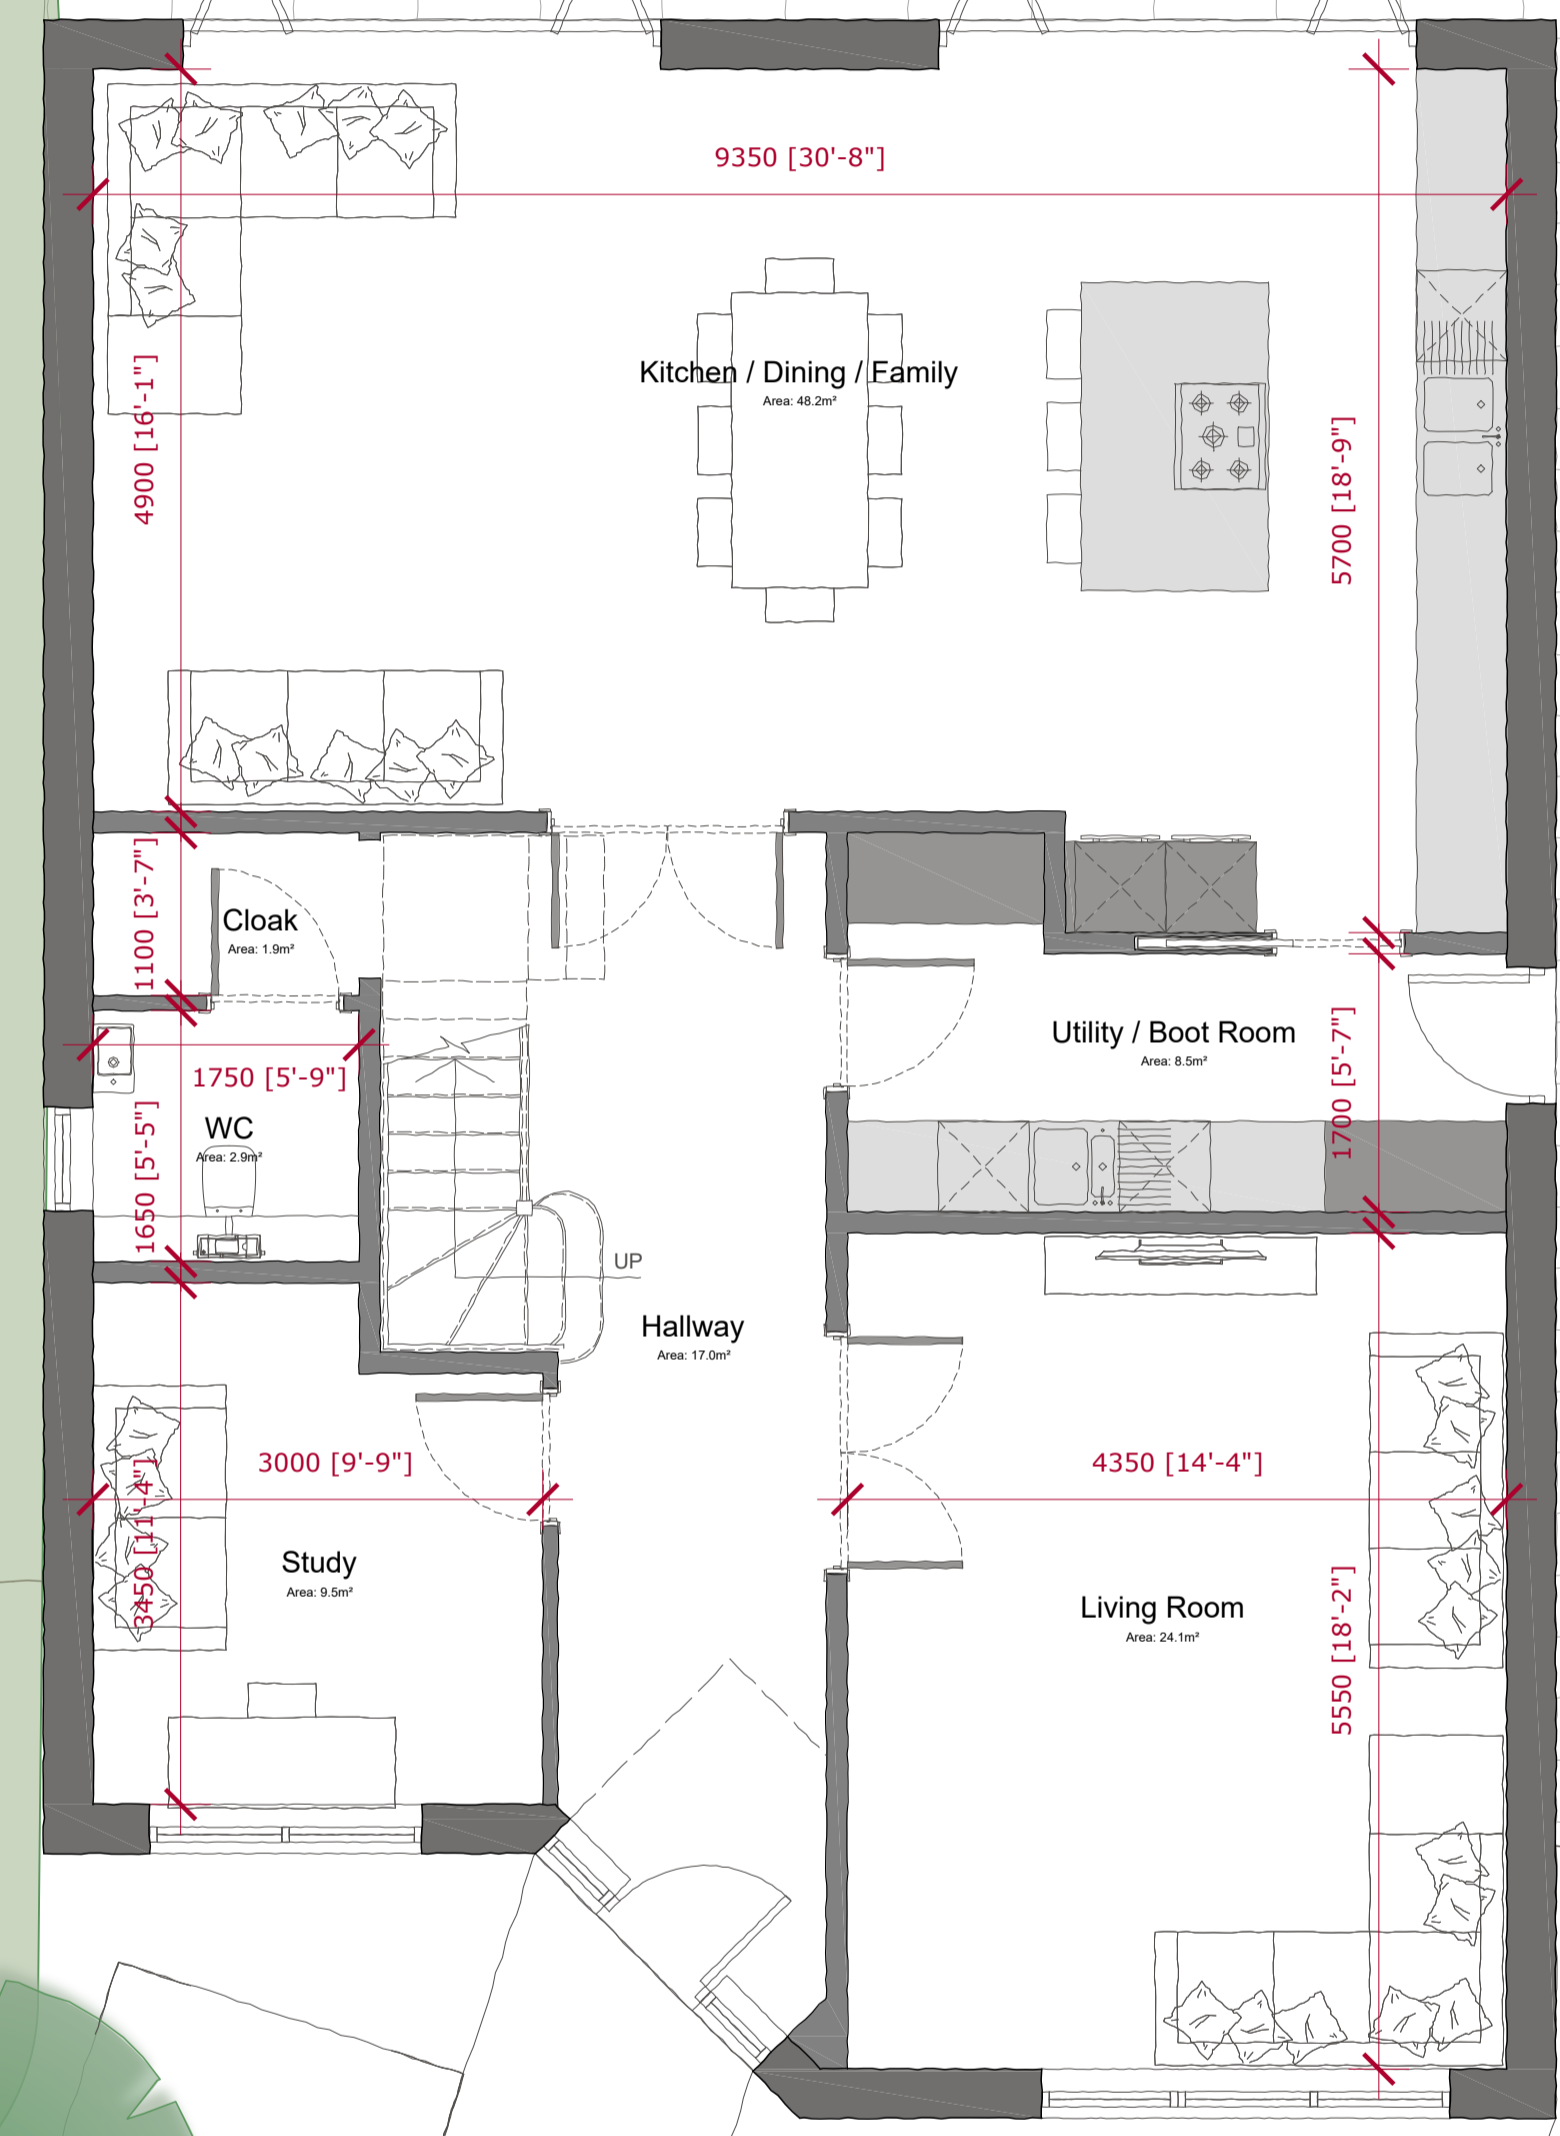 9350 [30'-8"]
Kitchen / Dining / Family
Area: 48.2m²
4900 [16'-1"]
5700 [18'-9"]
1100 [3'-7"]
Cloak
Area: 1.9m²
Utility / Boot Room
Area: 8.5m²
1700 [5'-7"]
1750 [5'-9"]
WC
Area: 2.9m²
1650 [5'-5"]
UP
Hallway
Area: 17.0m²
3000 [9'-9"]
4350 [14'-4"]
3450 [11'-4"]
Study
Area: 9.5m²
Living Room
Area: 24.1m²
5550 [18'-2"]